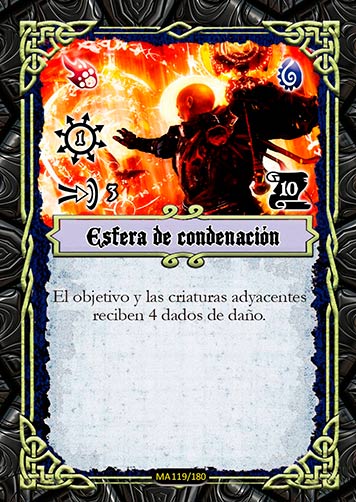 1
3
10
Esfera de condenación
El objetivo y las criaturas adyacentes
reciben 4 dados de daño.
MA119/180